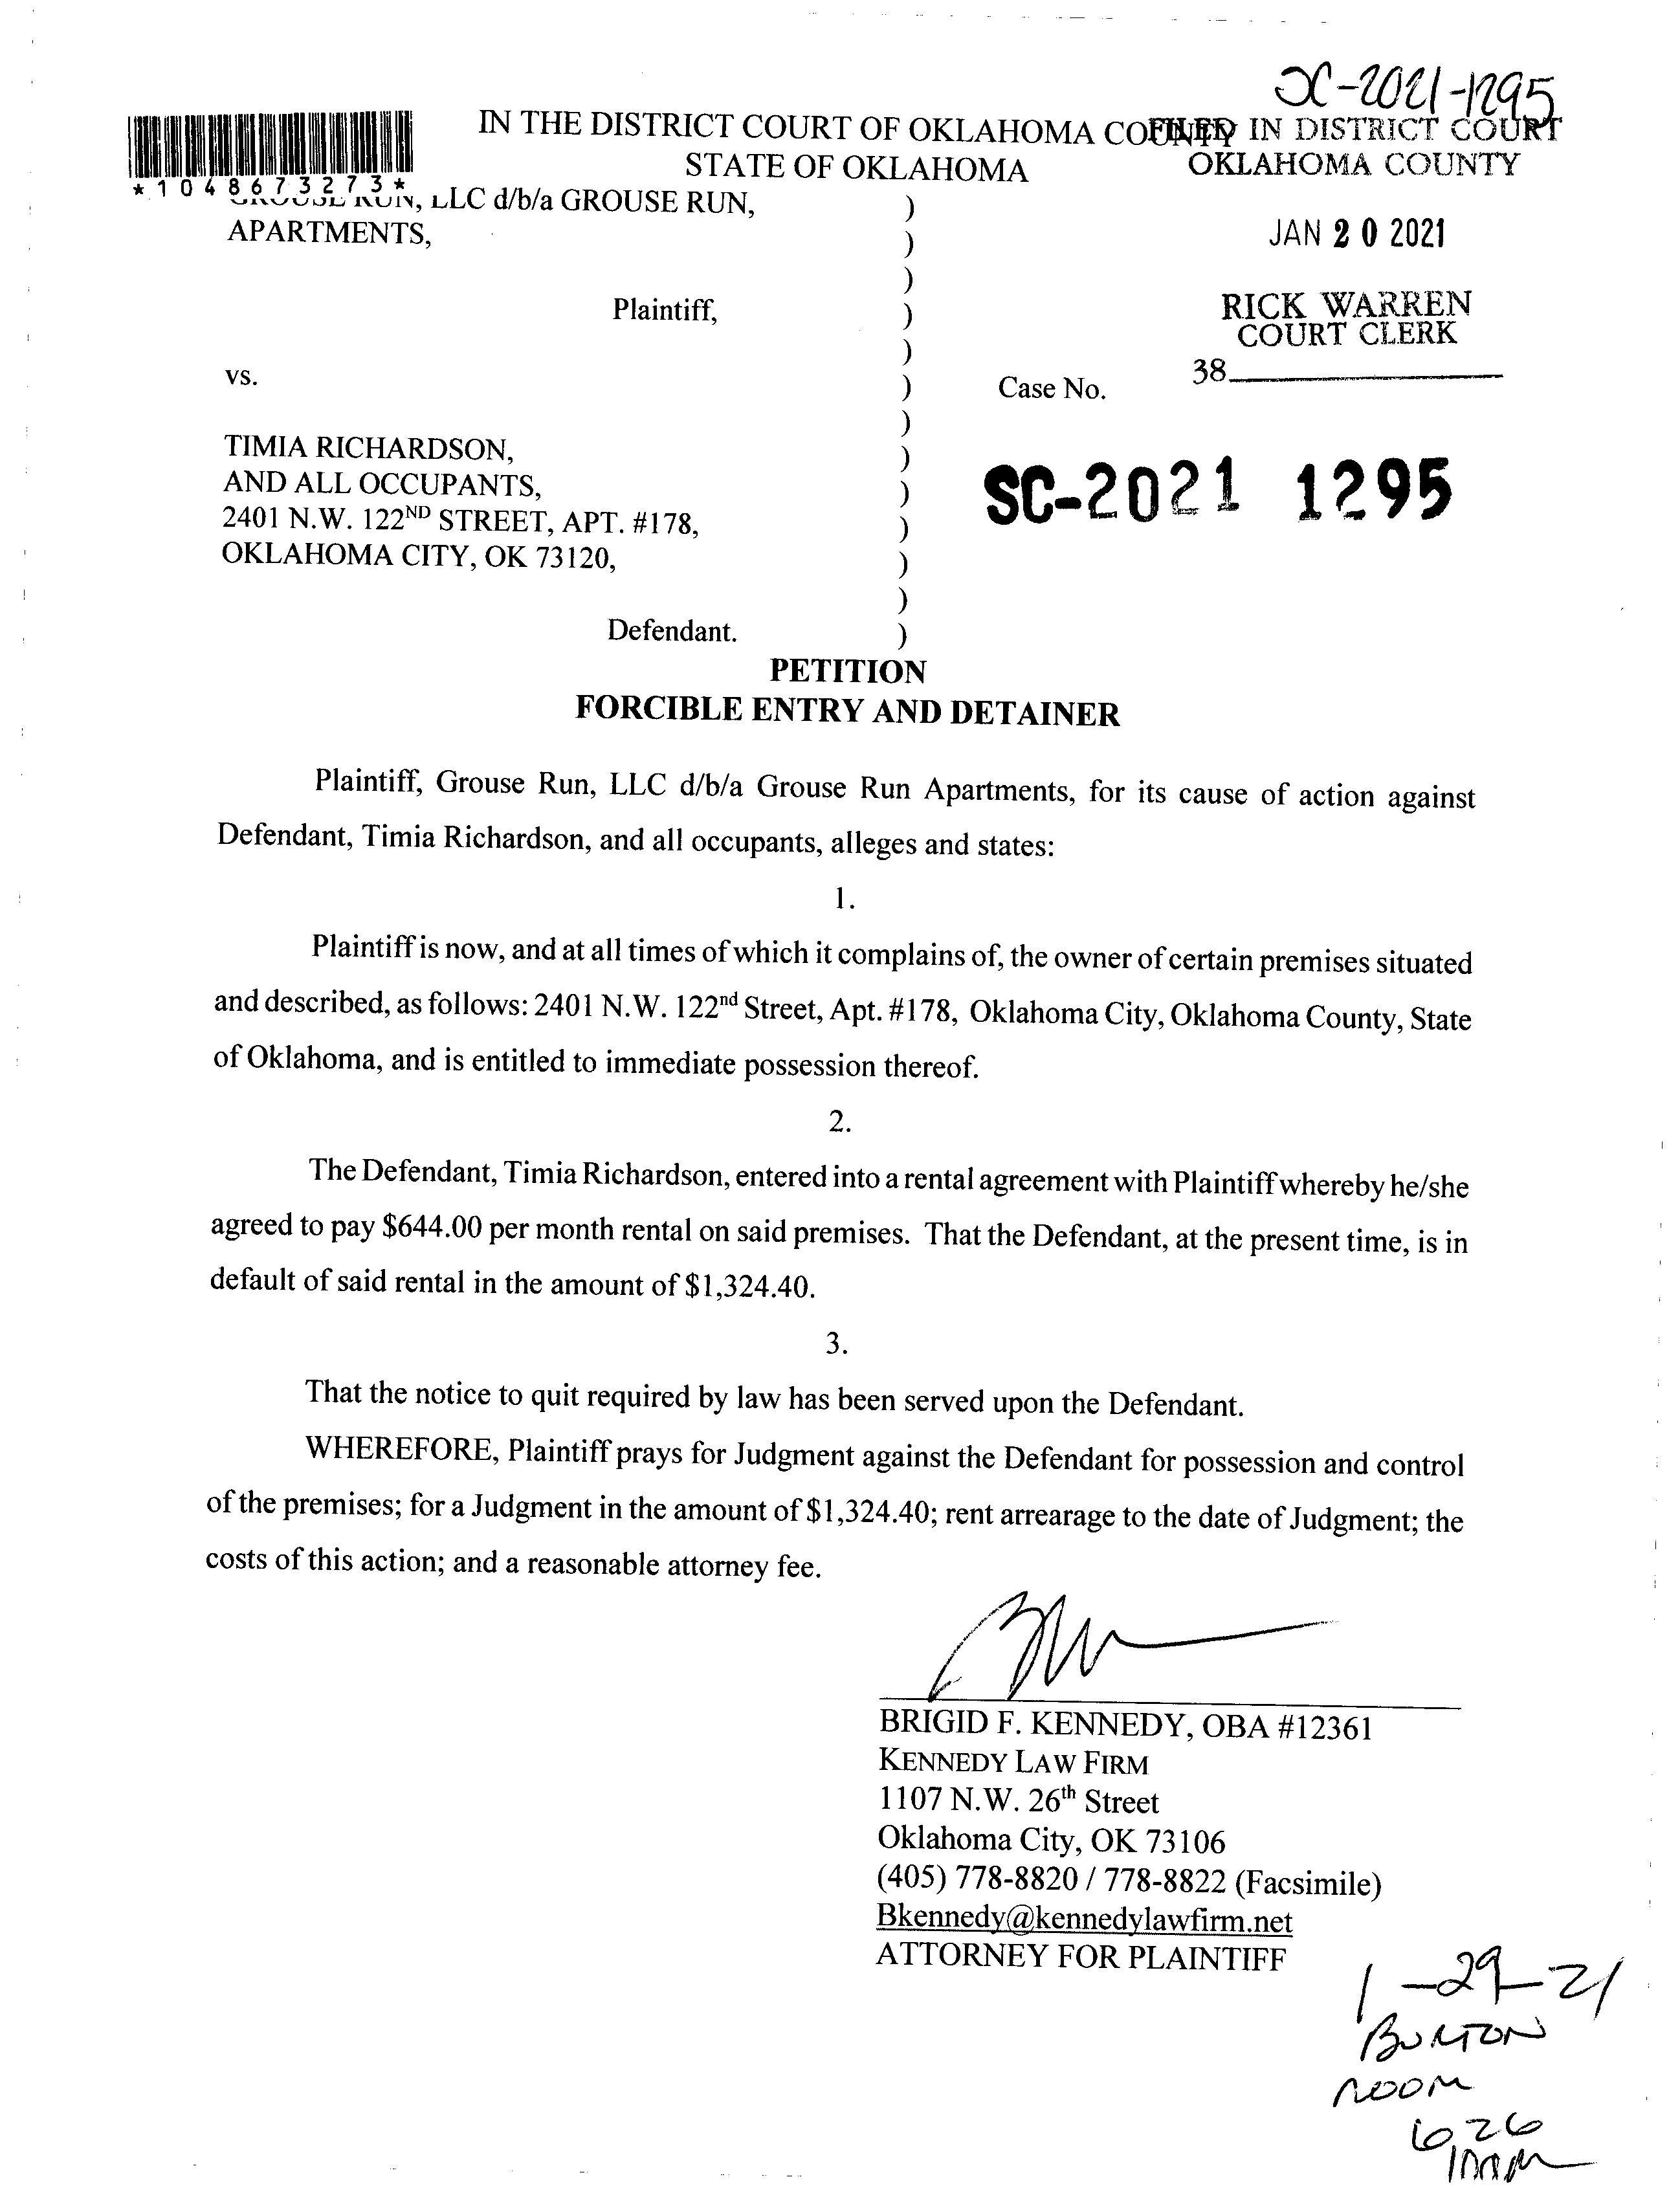 SC-2021-1295
IN THE DISTRICT COURT OF OKLAHOMA COUNTY
STATE OF OKLAHOMA
FILED IN DISTRICT COURT
OKLAHOMA COUNTY
*1048673273*
GROUSE RUN, LLC d/b/a GROUSE RUN,
APARTMENTS,
JAN 20 2021
Plaintiff,
RICK WARREN
COURT CLERK
38
vs.
Case No.
TIMIA RICHARDSON,
AND ALL OCCUPANTS,
2401 N.W. 122ND STREET, APT. #178,
OKLAHOMA CITY, OK 73120,
SC-2021 1295
Defendant.
)
)
)
)
)
)
)
)
)
)
)
)
)
PETITION
FORCIBLE ENTRY AND DETAINER
Plaintiff, Grouse Run, LLC d/b/a Grouse Run Apartments, for its cause of action against
Defendant, Timia Richardson, and all occupants, alleges and states:
1.
Plaintiff is now, and at all times of which it complains of, the owner of certain premises situated
and described, as follows: 2401 N.W. 122nd Street, Apt. #178, Oklahoma City, Oklahoma County, State
of Oklahoma, and is entitled to immediate possession thereof.
2.
The Defendant, Timia Richardson, entered into a rental agreement with Plaintiff whereby he/she
agreed to pay $644.00 per month rental on said premises. That the Defendant, at the present time, is in
default of said rental in the amount of $1,324.40.
3.
That the notice to quit required by law has been served upon the Defendant.
WHEREFORE, Plaintiff prays for Judgment against the Defendant for possession and control
of the premises; for a Judgment in the amount of $1,324.40; rent arrearage to the date of Judgment; the
costs of this action; and a reasonable attorney fee.
BRIGID F. KENNEDY, OBA #12361
KENNEDY LAW FIRM
1107 N.W. 26th Street
Oklahoma City, OK 73106
(405) 778-8820 / 778-8822 (Facsimile)
Bkennedy@kennedylawfirm.net
ATTORNEY FOR PLAINTIFF
1-29-21
BURTON
ROOM
626